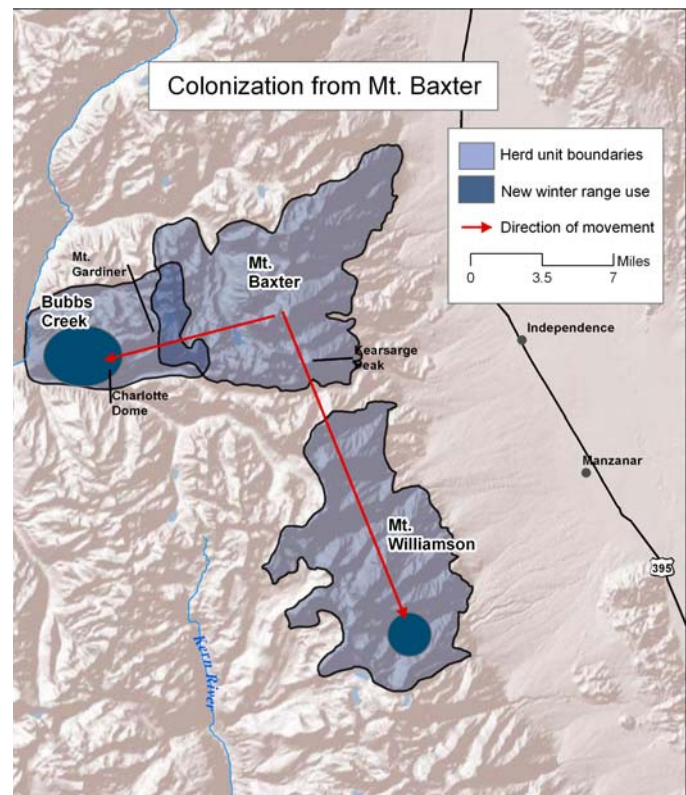 Colonization from Mt. Baxter
Herd unit boundaries
New winter range use
Direction of movement
Miles
0 3.5 7
Mt.
Gardiner
Mt.
Baxter
Bubbs
Creek
Independence
Kearsarge
Peak
Charlotte
Dome
Manzanar
Mt.
Williamson
395
Kern River